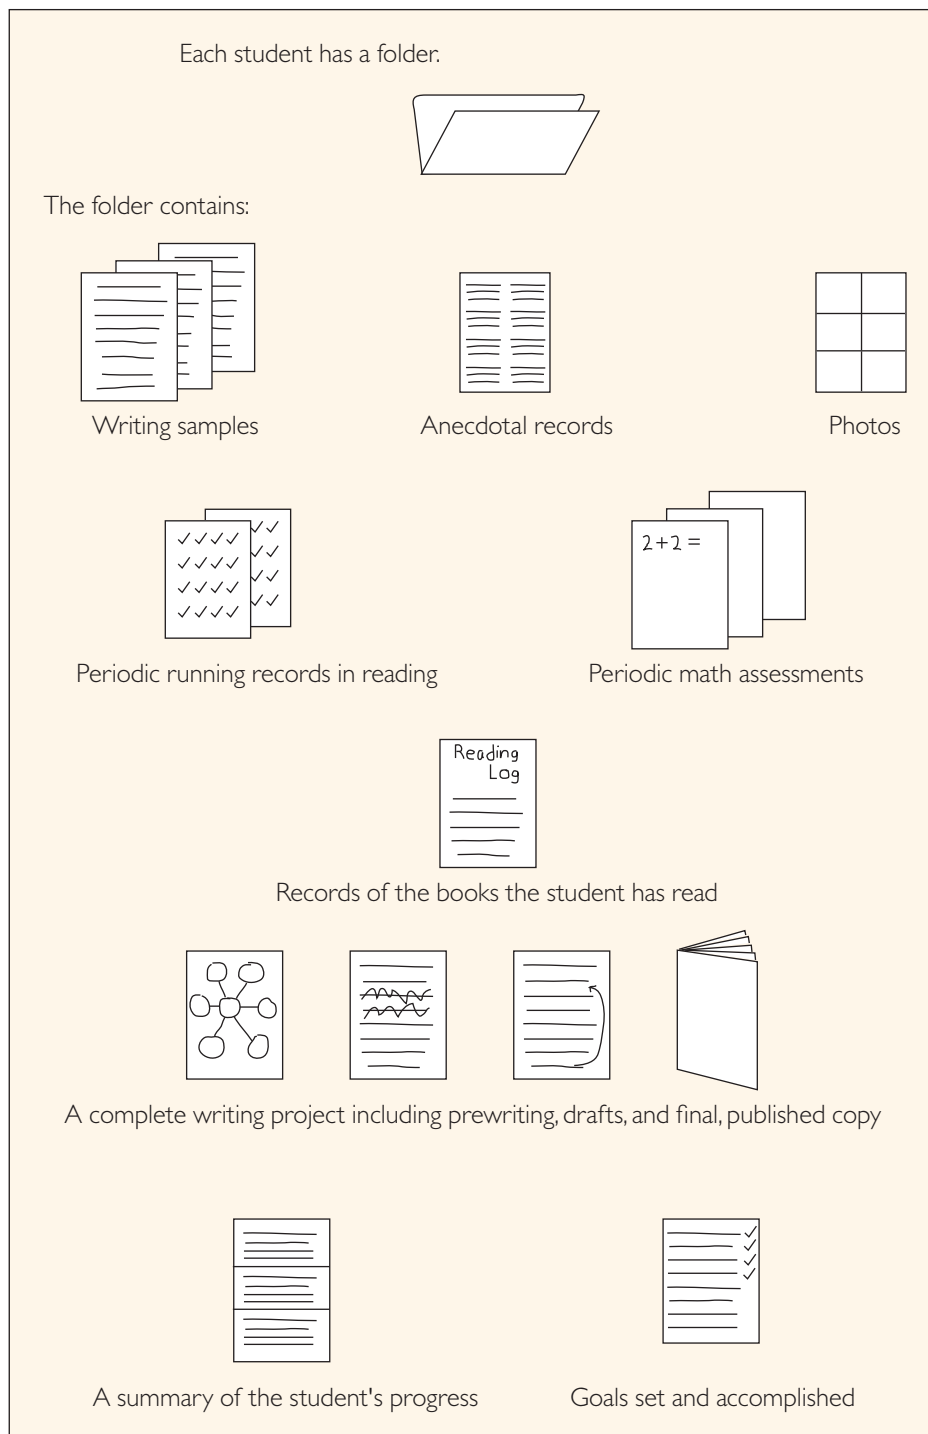 Each student has a folder.
The folder contains:
Writing samples
Anecdotal records
Photos
2+2=
Periodic running records in reading
Periodic math assessments
Reading
Log
Records of the books the student has read
A complete writing project including prewriting, drafts, and final, published copy
A summary of the student's progress
Goals set and accomplished